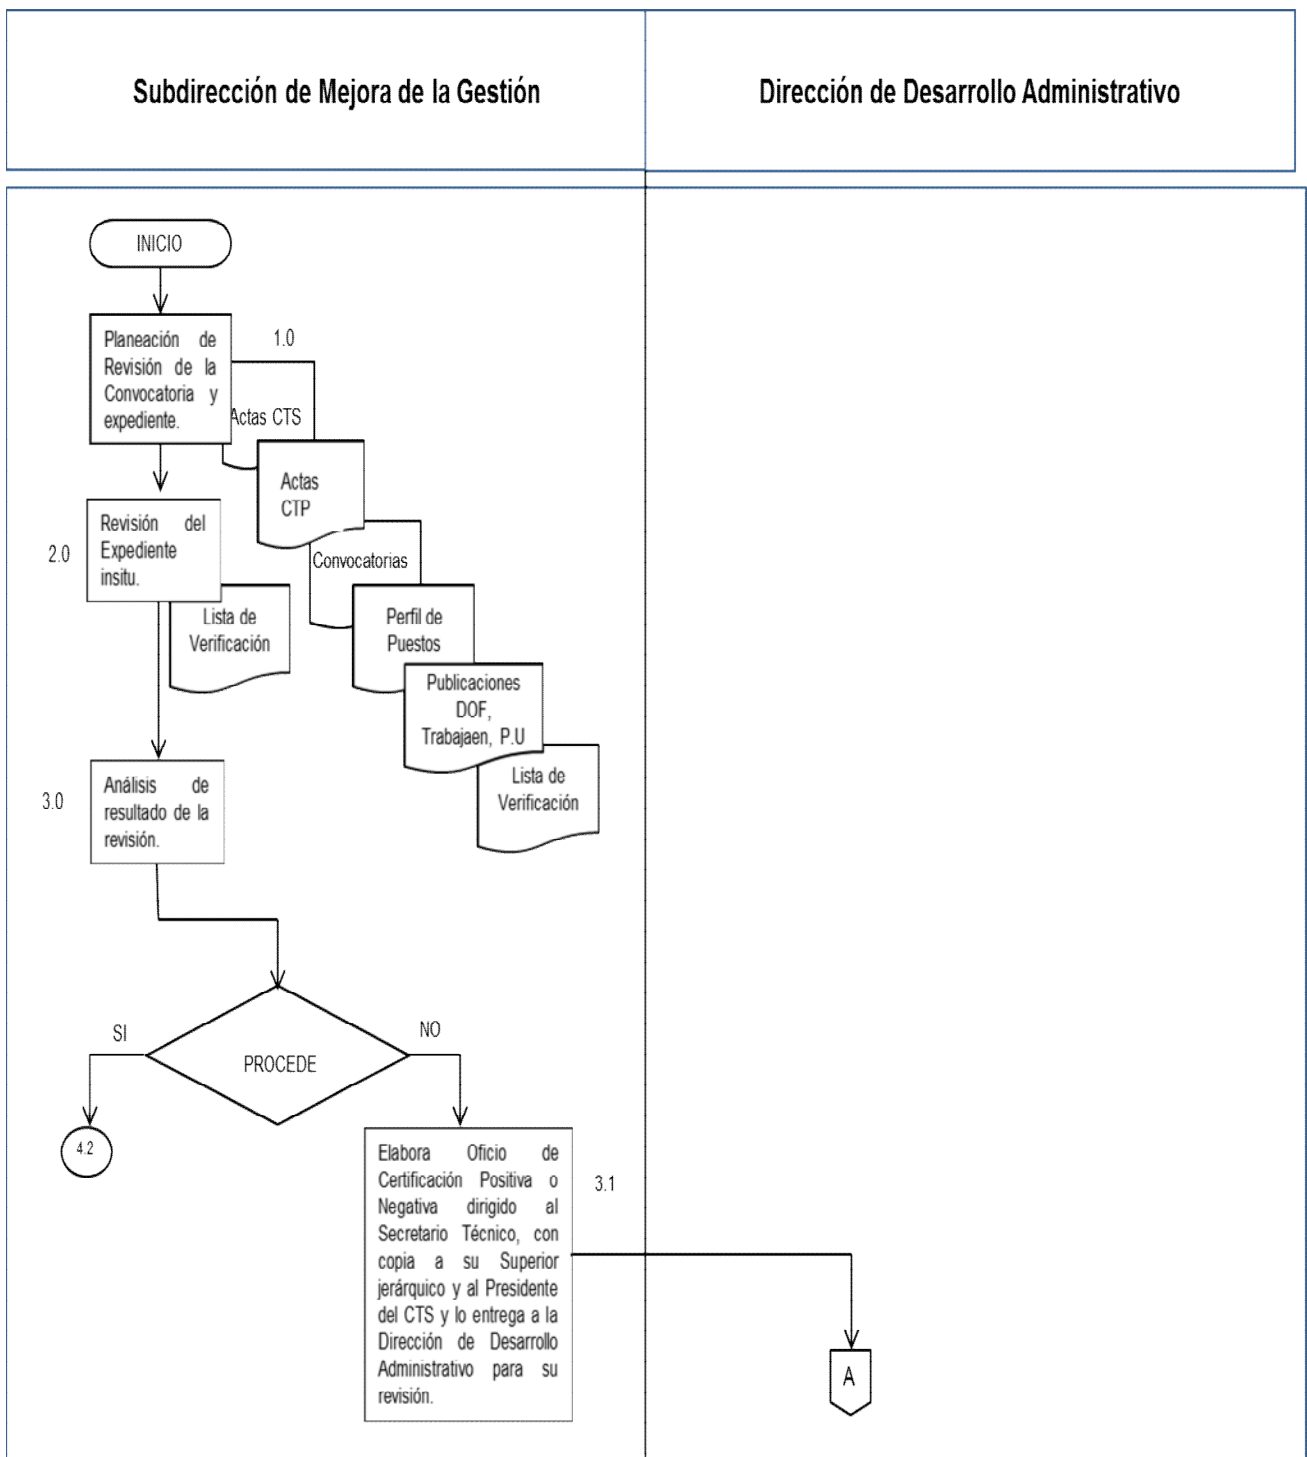 Subdirección de Mejora de la Gestión
Dirección de Desarrollo Administrativo
INICIO
Planeación de
Revisión de la
Convocatoria y
expediente.
1.0
Actas CTS
Actas
CTP
Revisión del
Expediente
insitu.
2.0
Convocatorias
Lista de
Verificación
Perfil de
Puestos
Publicaciones
DOF,
Trabajaen, P.U
Lista de
Verificación
Análisis de
resultado de la
revisión.
3.0
PROCEDE
SI
NO
4.2
Elabora Oficio de
Certificación Positiva o
Negativa dirigido al
Secretario Técnico, con
copia a su Superior
jerárquico y al Presidente
del CTS y lo entrega a la
Dirección de Desarrollo
Administrativo para su
revisión.
3.1
A